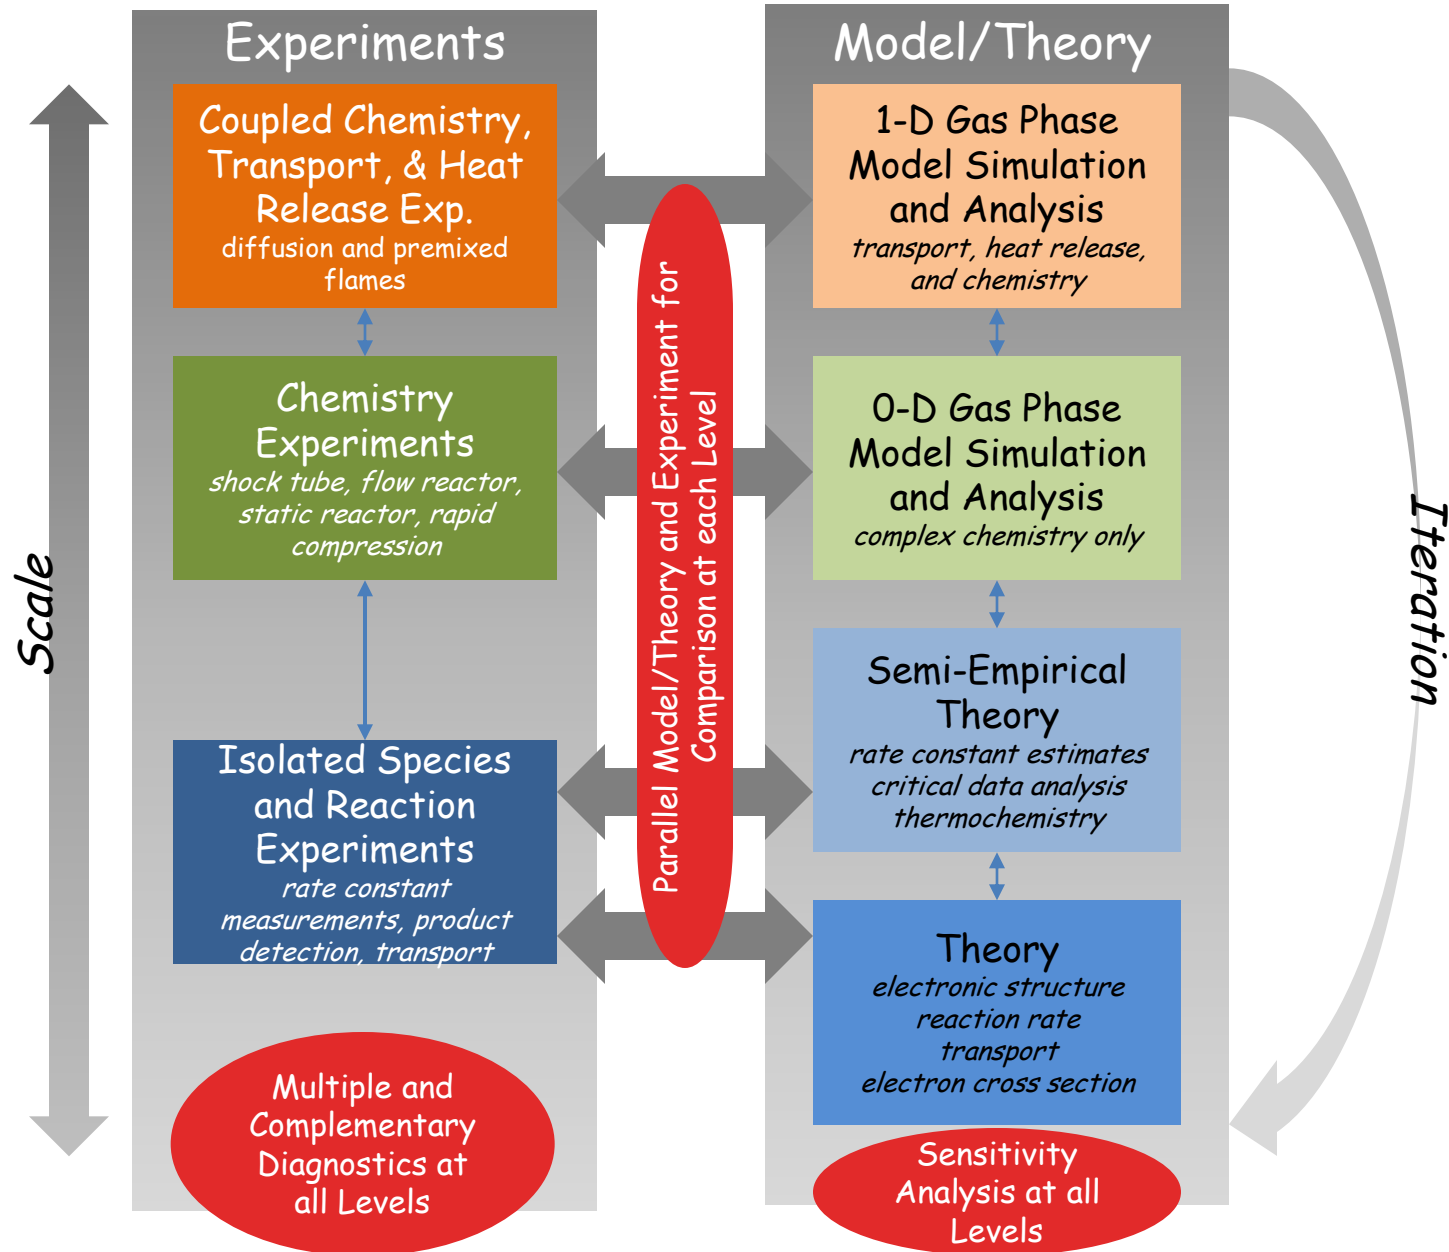 Experiments
Coupled Chemistry,
Transport, & Heat
Release Exp.
diffusion and premixed
flames
Chemistry
Experiments
shock tube, flow reactor,
static reactor, rapid
compression
Isolated Species
and Reaction
Experiments
rate constant
measurements, product
detection, transport
Multiple and
Complementary
Diagnostics at
all Levels
Scale
Parallel Model/Theory and Experiment for
Comparison at each Level
Model/Theory
1-D Gas Phase
Model Simulation
and Analysis
transport, heat release,
and chemistry
0-D Gas Phase
Model Simulation
and Analysis
complex chemistry only
Semi-Empirical
Theory
rate constant estimates
critical data analysis
thermochemistry
Theory
electronic structure
reaction rate
transport
electron cross section
Sensitivity
Analysis at all
Levels
Iteration